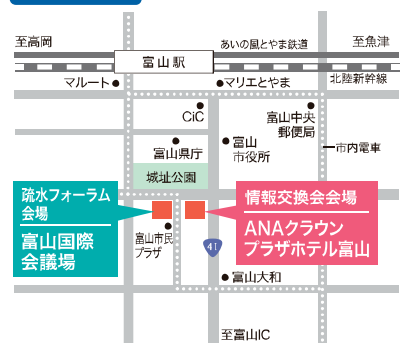 至高岡
あいの風とやま鉄道
至魚津
富山駅
北陸新幹線
マルート
マリエとやま
CiC
富山中央
郵便局
富山県庁
富山
市役所
市内電車
城址公園
疏水フォーラム
会場
富山国際
会議場
情報交換会会場
ANAクラウン
プラザホテル富山
富山市民
プラザ
41
富山大和
至富山IC